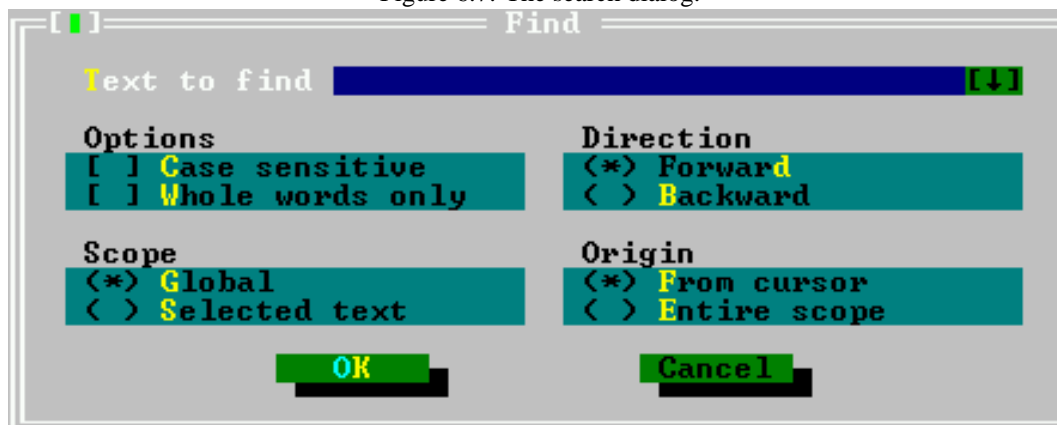 Figure 6.7: The search dialog.
[▮] Find
Text to find [↓]
Options
[ ] Case sensitive
[ ] Whole words only
Direction
(*) Forward
( ) Backward
Scope
(*) Global
( ) Selected text
Origin
(*) From cursor
( ) Entire scope
OK Cancel